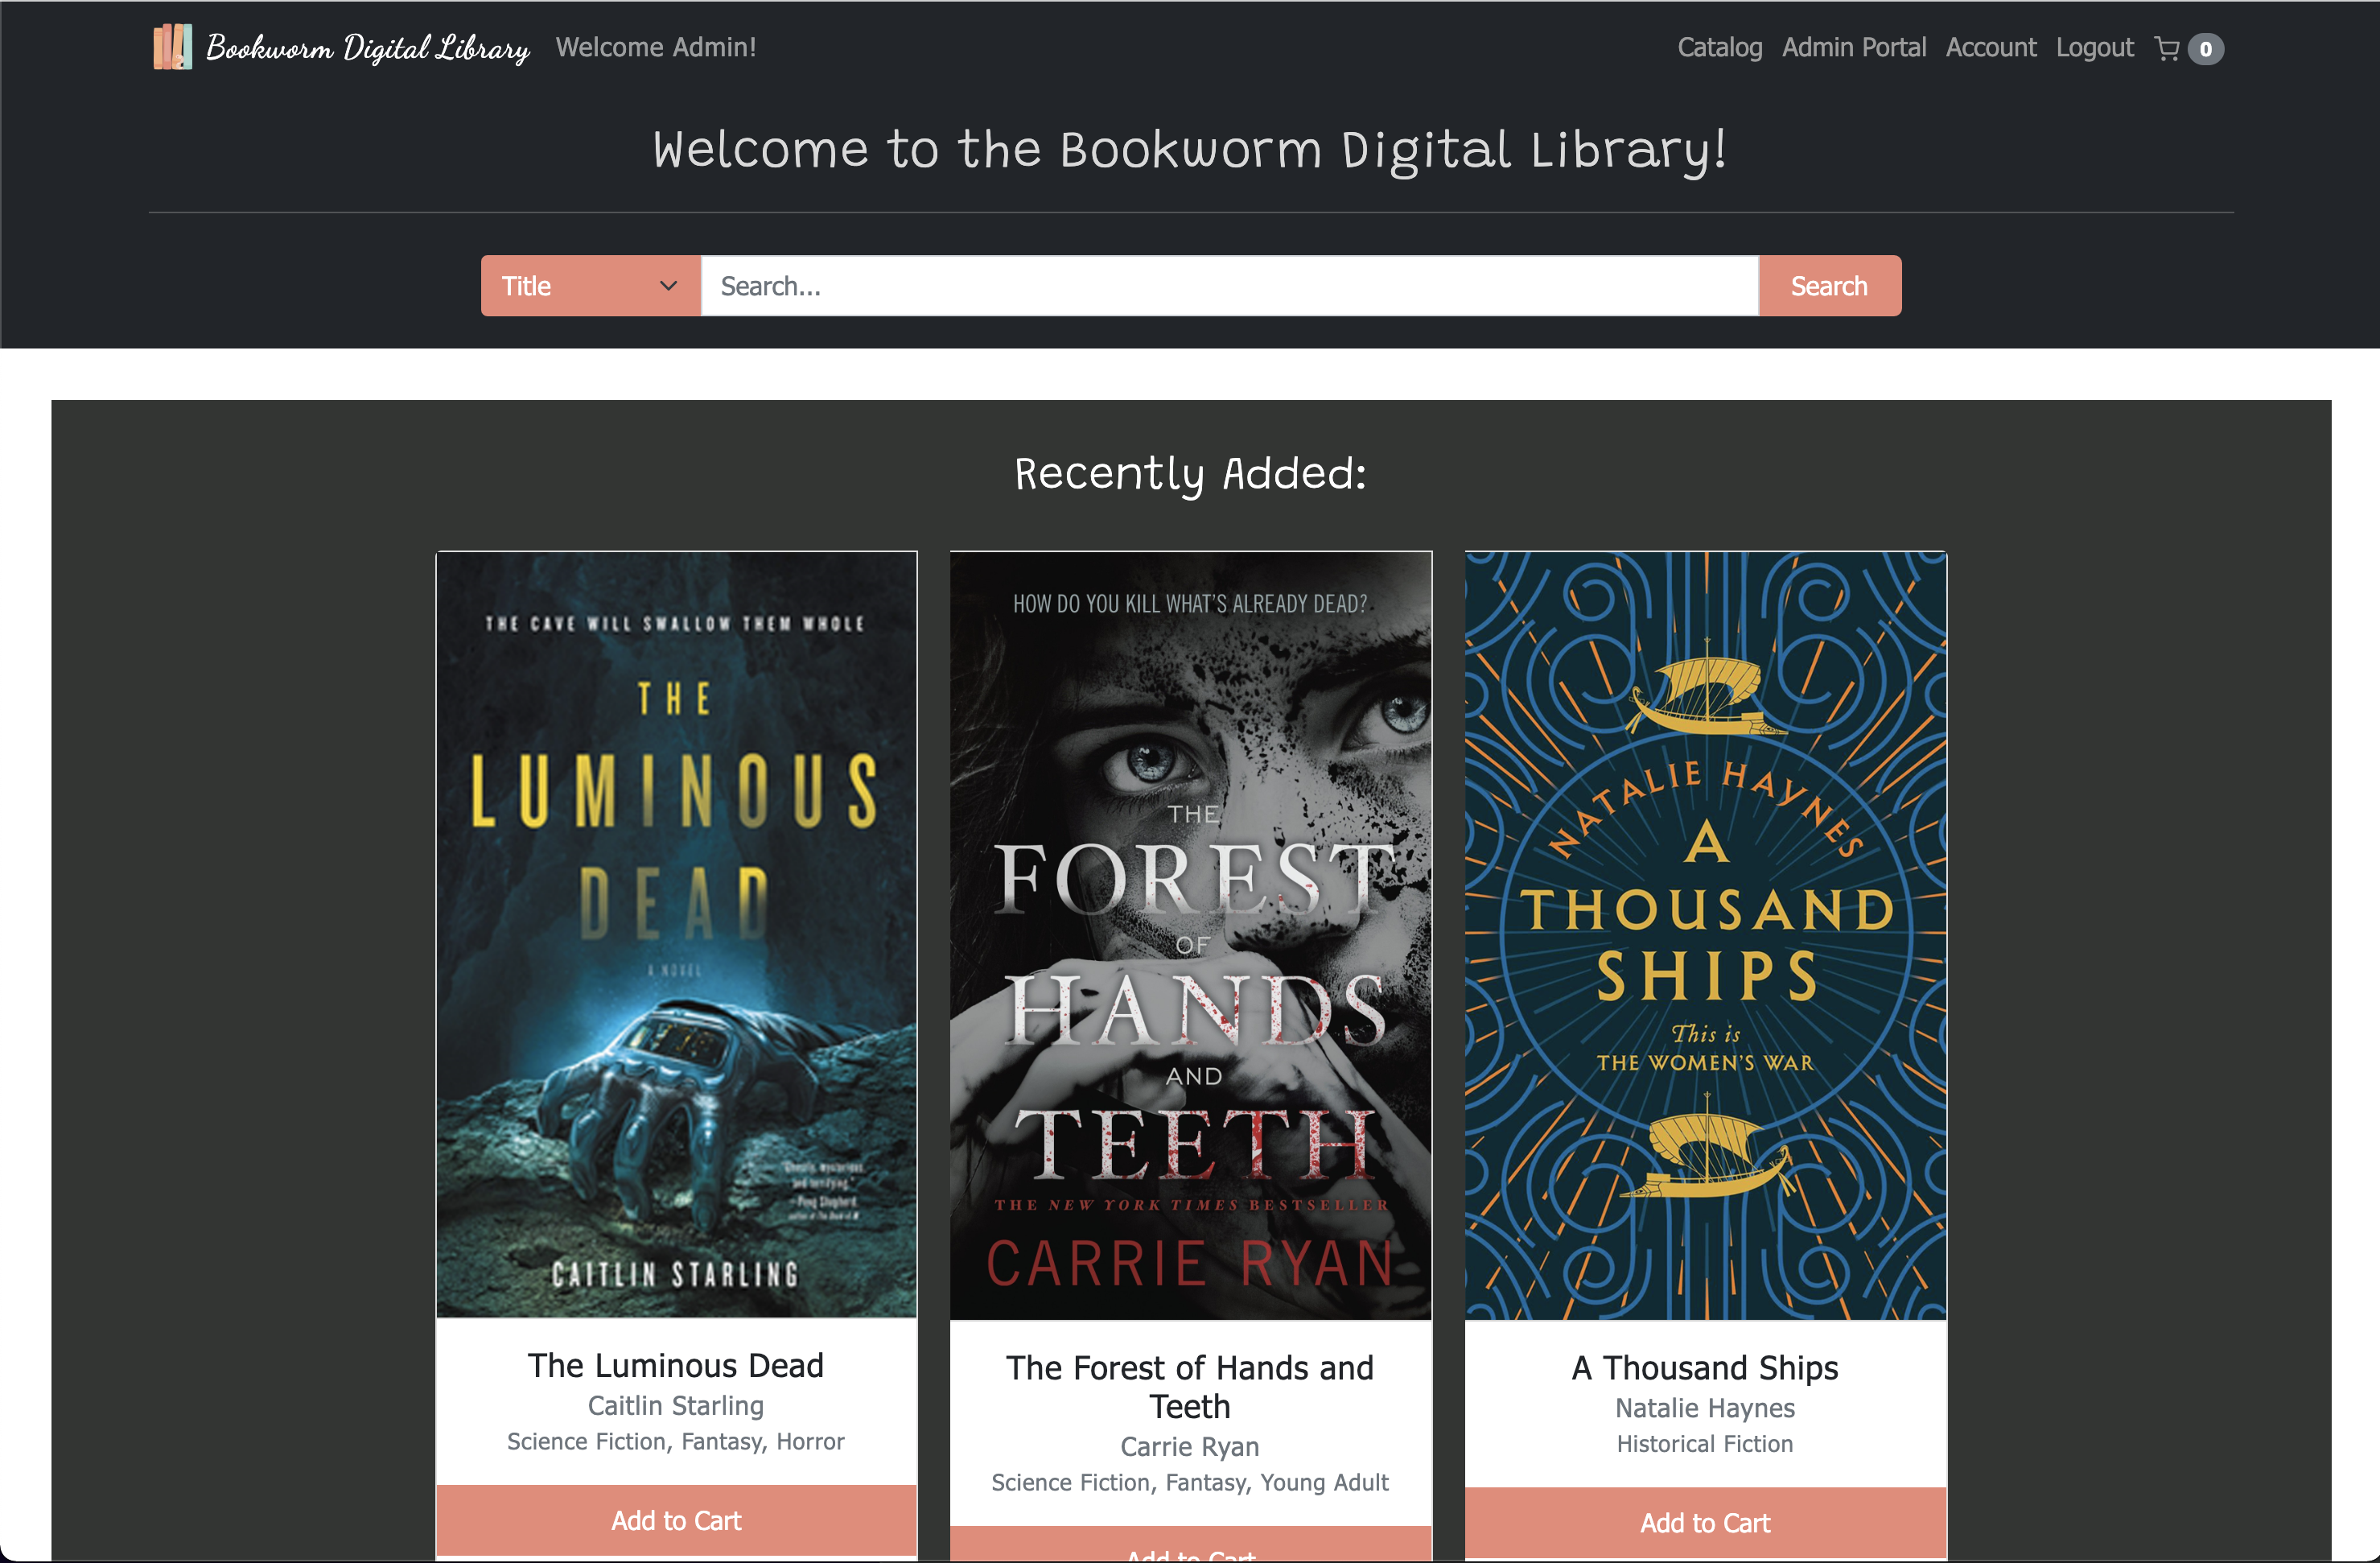 Bookworm Digital Library
Welcome Admin!
Catalog
Admin Portal
Account
Logout
0
Welcome to the Bookworm Digital Library!
Title
Search...
Search
Recently Added:
THE CAVE WILL SWALLOW THEM WHOLE
THE
LUMINOUS
DEAD
A NOVEL
CAITLIN STARLING
The Luminous Dead
Caitlin Starling
Science Fiction, Fantasy, Horror
Add to Cart
HOW DO YOU KILL WHAT'S ALREADY DEAD?
THE
FOREST
OF
HANDS
AND
TEETH
THE NEW YORK TIMES BESTSELLER
CARRIE RYAN
The Forest of Hands and
Teeth
Carrie Ryan
Science Fiction, Fantasy, Young Adult
Add to Cart
NATALIE HAYNES
A
THOUSAND
SHIPS
This is
THE WOMEN'S WAR
A Thousand Ships
Natalie Haynes
Historical Fiction
Add to Cart